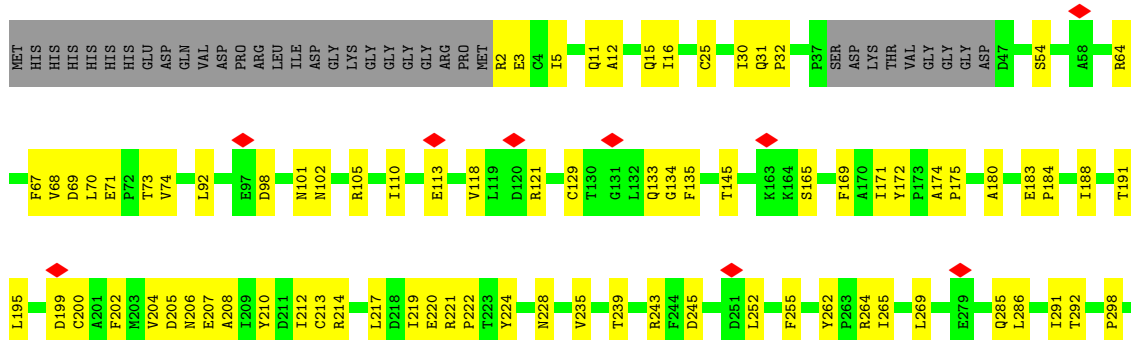 MET HIS HIS HIS HIS HIS HIS GLU ASP GLN VAL ASP PRO ARG LEU ILE ASP GLY LYS GLY GLY GLY GLY ARG PRO MET R2 E3 C4 I5 Q11 A12 Q15 I16 C25 I30 Q31 P32 P37 SER ASP LYS THR VAL GLY GLY GLY ASP D47 S54 A58 R64
F67 V68 D69 L70 E71 P72 T73 V74 L92 E97 D98 N101 N102 R105 I110 E113 V118 L119 D120 R121 C129 T130 G131 L132 Q133 G134 F135 T145 K163 K164 S165 F169 A170 I171 Y172 P173 A174 P175 A180 E183 P184 I188 T191
L195 D199 C200 A201 F202 M203 V204 D205 N206 E207 A208 I209 Y210 D211 I212 C213 R214 L217 D218 I219 E220 R221 P222 T223 Y224 N228 V235 T239 R243 F244 D245 D251 L252 F255 Y262 P263 R264 I265 L269 E279 Q285 L286 I291 T292 P298